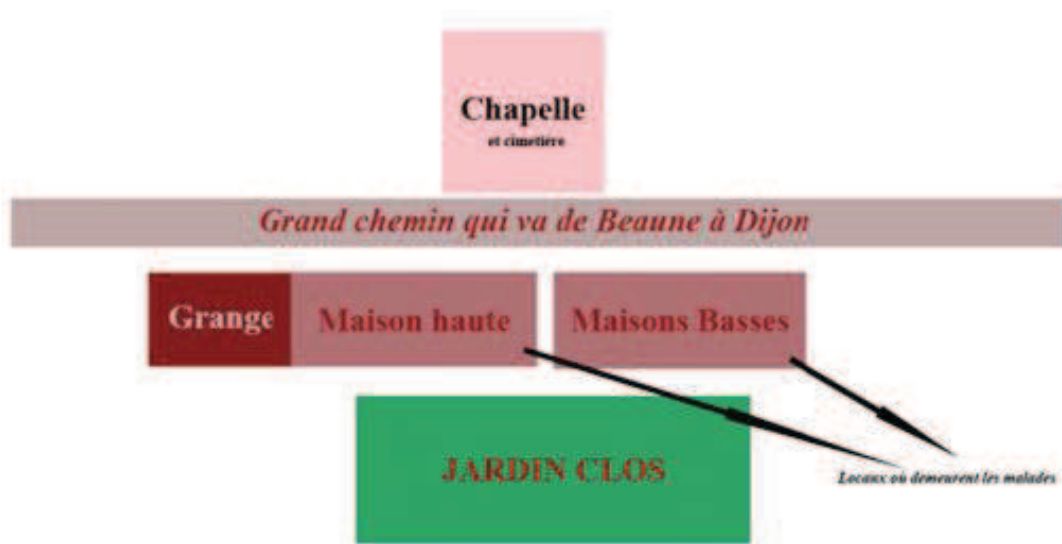 Chapelle
et cimetière
Grand chemin qui va de Beaune à Dijon
Grange
Maison haute
Maisons Basses
JARDIN CLOS
Locaux où demeurent les malades